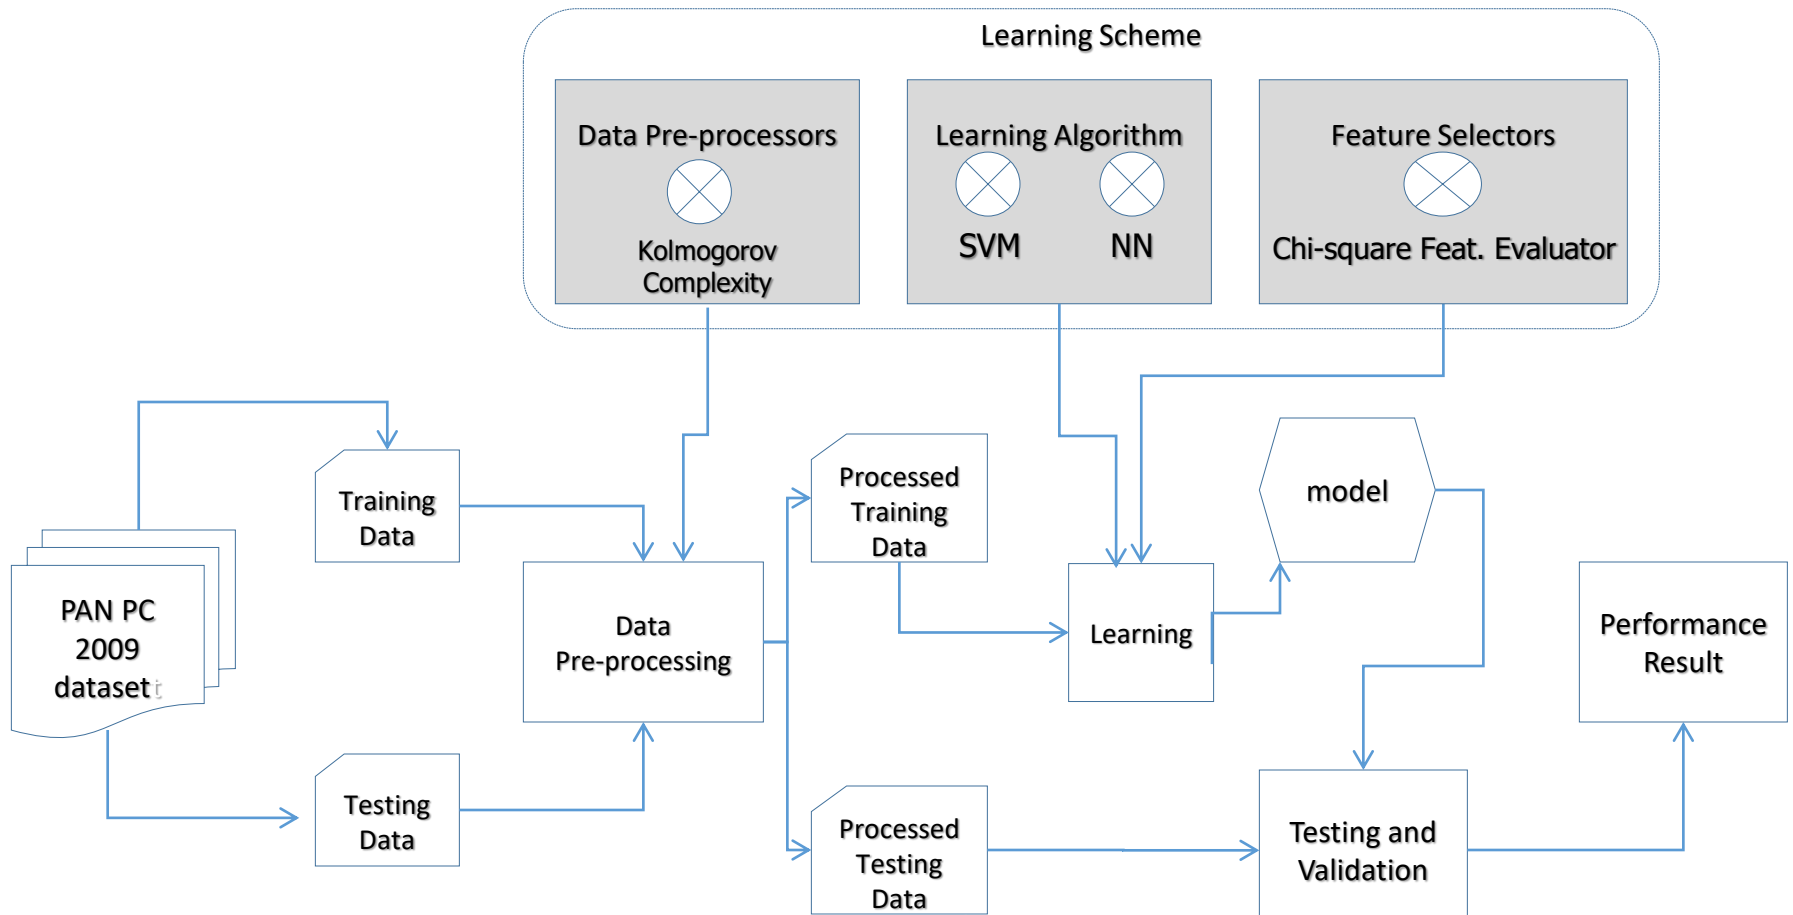 Learning Scheme
Data Pre-processors
Kolmogorov
Complexity
Learning Algorithm
SVM NN
Feature Selectors
Chi-square Feat. Evaluator
PAN PC
2009
dataset
Training
Data
Testing
Data
Data
Pre-processing
Processed
Training
Data
Processed
Testing
Data
Learning
model
Testing and
Validation
Performance
Result